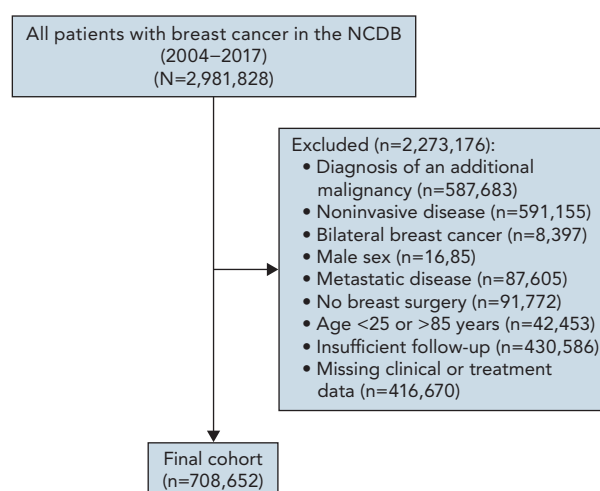 All patients with breast cancer in the NCDB
(2004–2017)
(N=2,981,828)
Excluded (n=2,273,176):
• Diagnosis of an additional
malignancy (n=587,683)
• Noninvasive disease (n=591,155)
• Bilateral breast cancer (n=8,397)
• Male sex (n=16,85)
• Metastatic disease (n=87,605)
• No breast surgery (n=91,772)
• Age <25 or >85 years (n=42,453)
• Insufficient follow-up (n=430,586)
• Missing clinical or treatment
data (n=416,670)
Final cohort
(n=708,652)